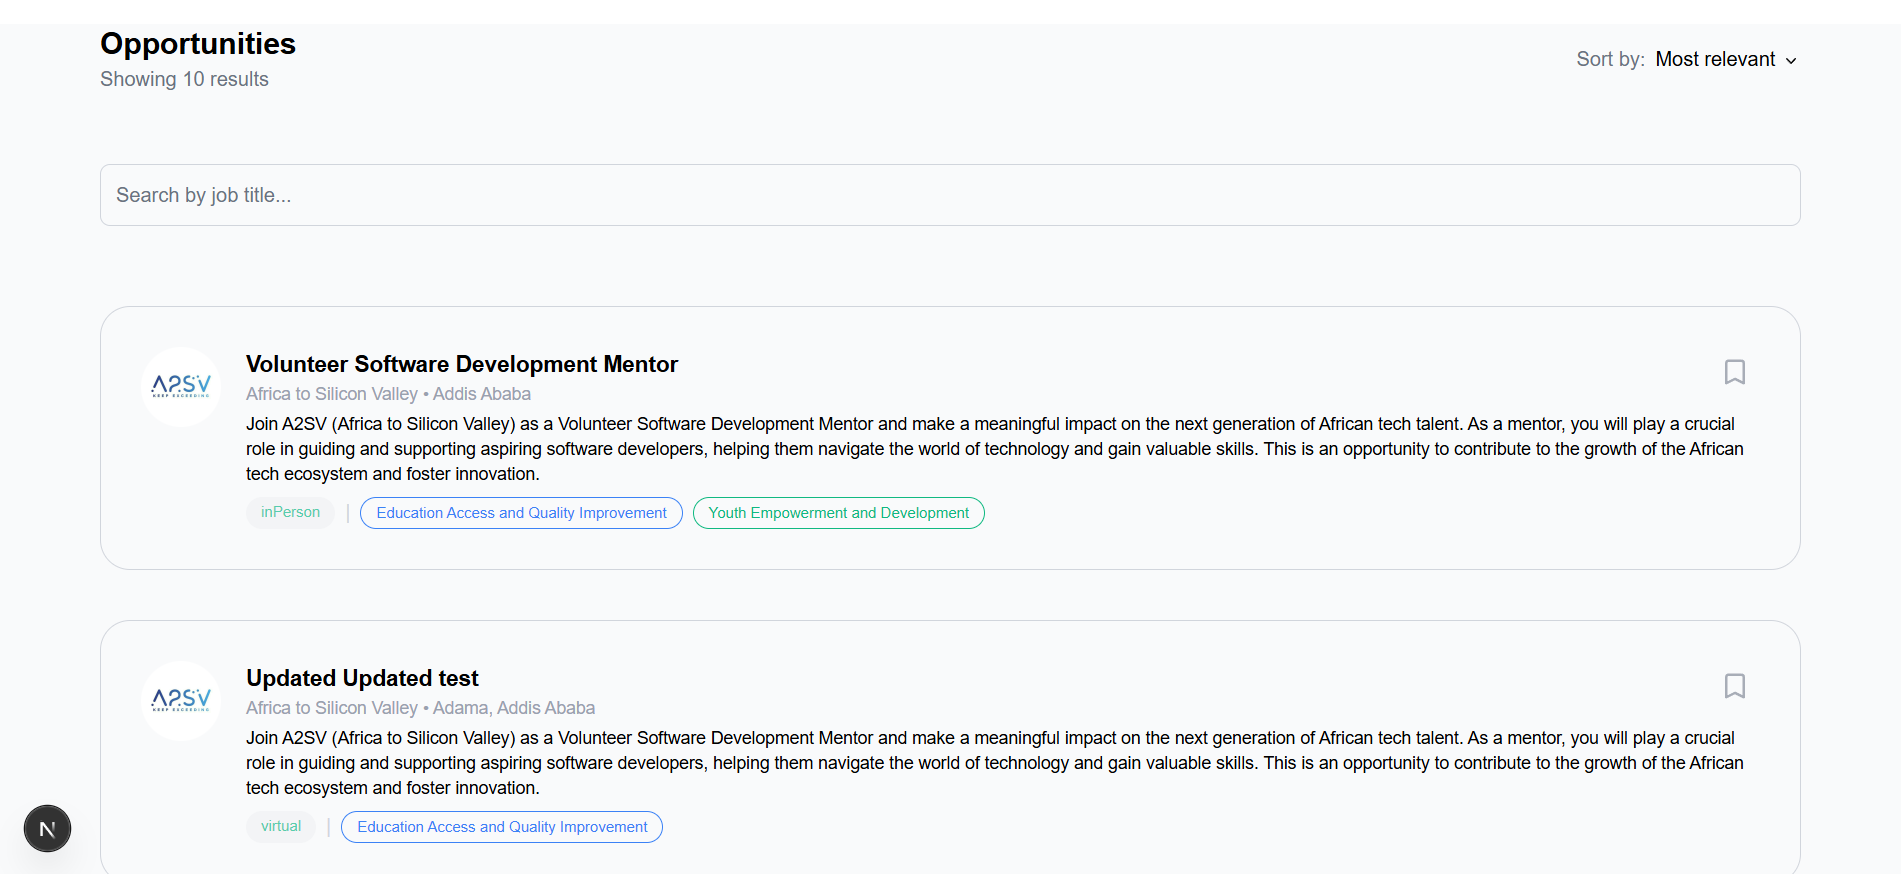 Opportunities
Showing 10 results
Sort by: Most relevant
Search by job title...
A2SV
KEEP EXCEEDING
Volunteer Software Development Mentor
Africa to Silicon Valley • Addis Ababa
Join A2SV (Africa to Silicon Valley) as a Volunteer Software Development Mentor and make a meaningful impact on the next generation of African tech talent. As a mentor, you will play a crucial
role in guiding and supporting aspiring software developers, helping them navigate the world of technology and gain valuable skills. This is an opportunity to contribute to the growth of the African
tech ecosystem and foster innovation.
inPerson | Education Access and Quality Improvement Youth Empowerment and Development
A2SV
KEEP EXCEEDING
Updated Updated test
Africa to Silicon Valley • Adama, Addis Ababa
Join A2SV (Africa to Silicon Valley) as a Volunteer Software Development Mentor and make a meaningful impact on the next generation of African tech talent. As a mentor, you will play a crucial
role in guiding and supporting aspiring software developers, helping them navigate the world of technology and gain valuable skills. This is an opportunity to contribute to the growth of the African
tech ecosystem and foster innovation.
virtual | Education Access and Quality Improvement
N